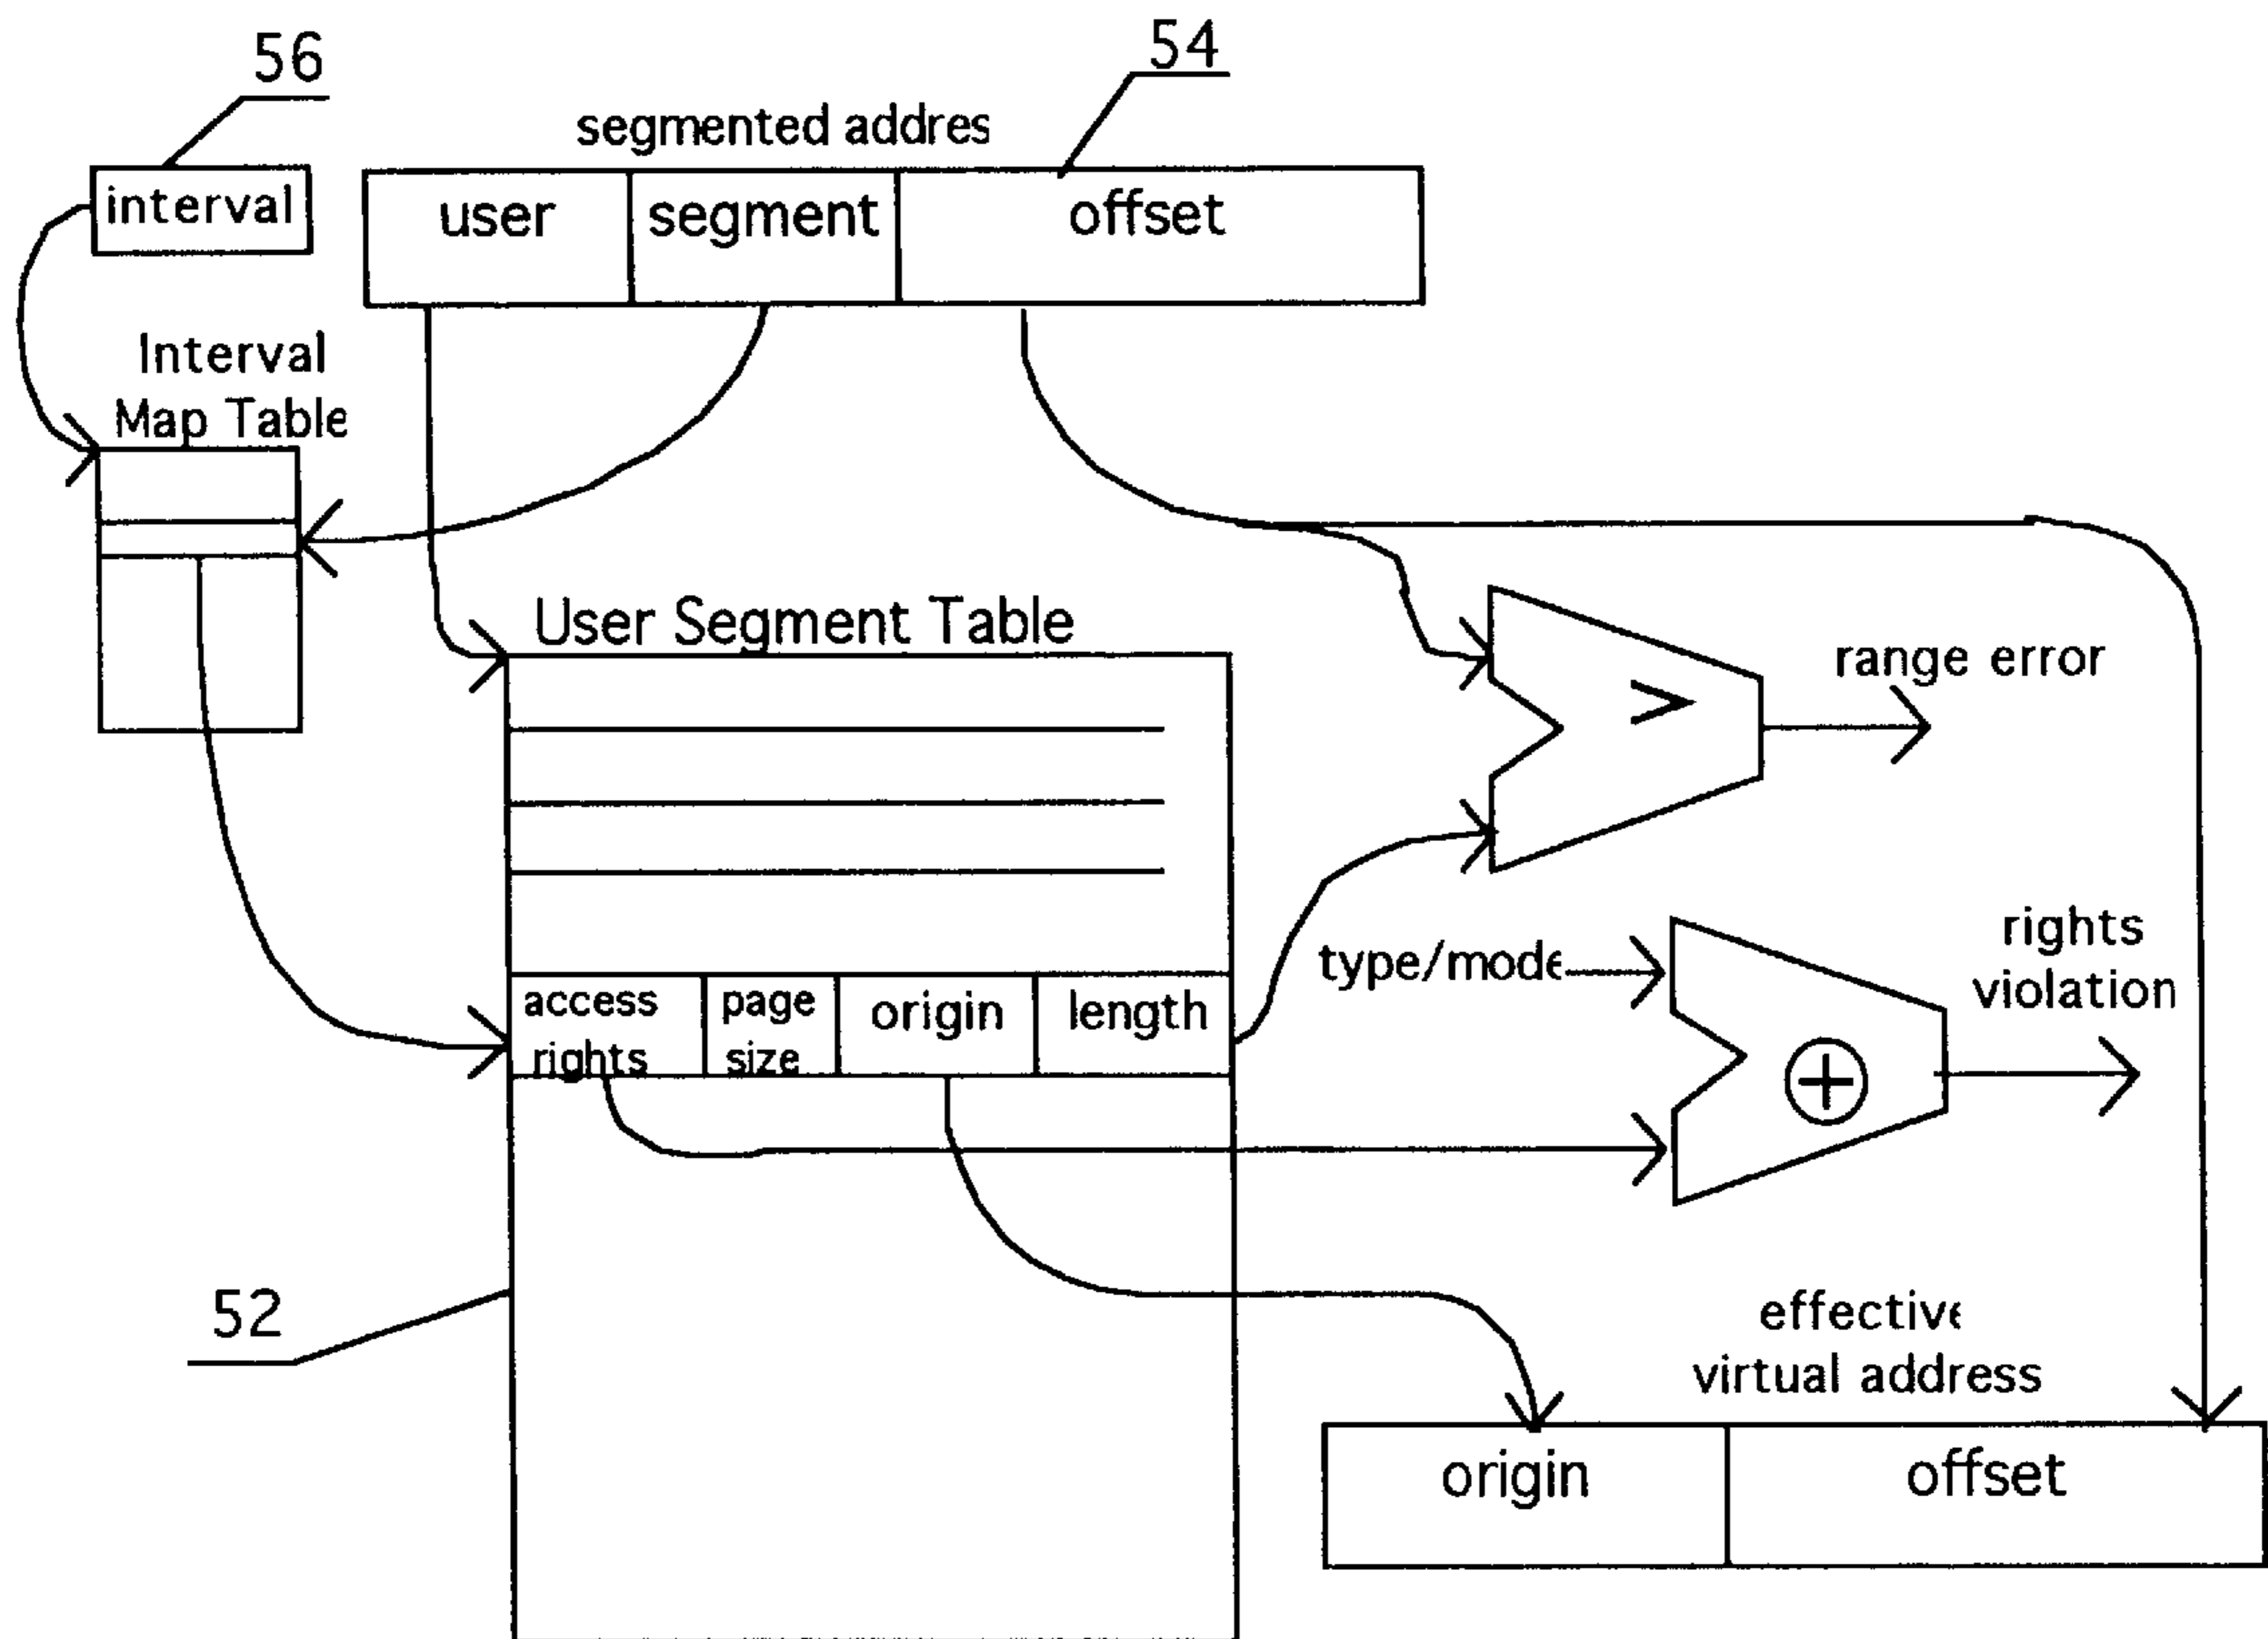 56
54
segmented addres
interval
user
segment
offset
Interval
Map Table
User Segment Table
>
range error
type/mode
rights
violation
access
rights
page
size
origin
length
52
effective
virtual address
origin
offset